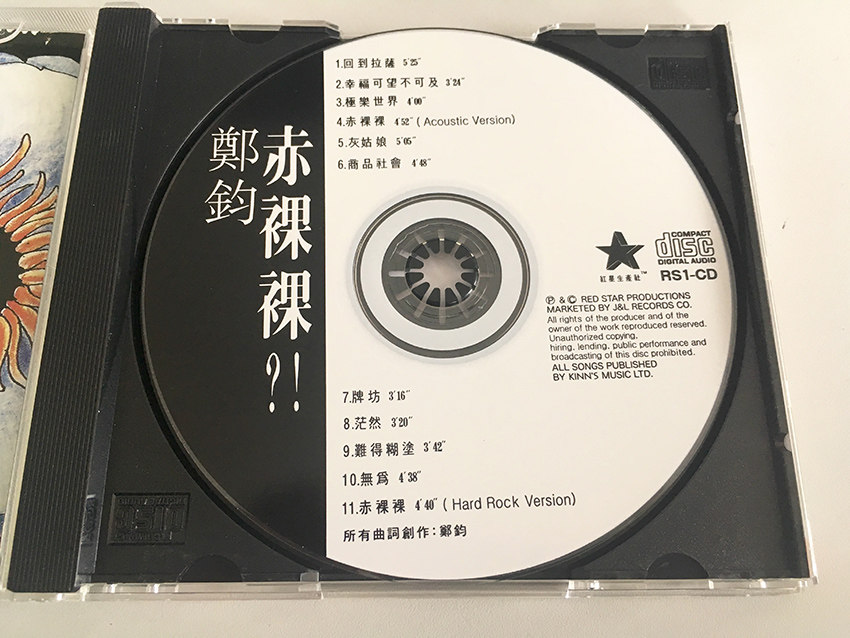 鄭鈞
赤裸裸?!
1.回到拉薩 5'25"
2.幸福可望不可及 3'24"
3.極樂世界 4'00"
4.赤裸裸 4'52" (Acoustic Version)
5.灰姑娘 5'05"
6.商品社會 4'48"
紅星生產社™
COMPACT
disc
DIGITAL AUDIO
RS1-CD
Ⓟ & © RED STAR PRODUCTIONS
MARKETED BY J&L RECORDS CO.
All rights of the producer and of the
owner of the work reproduced reserved.
Unauthorized copying,
hiring, lending, public performance and
broadcasting of this disc prohibited.
ALL SONGS PUBLISHED
BY KINN'S MUSIC LTD.
7.牌坊 3'16"
8.茫然 3'20"
9.難得糊塗 3'42"
10.無爲 4'38"
11.赤裸裸 4'40" (Hard Rock Version)
所有曲詞創作:鄭鈞